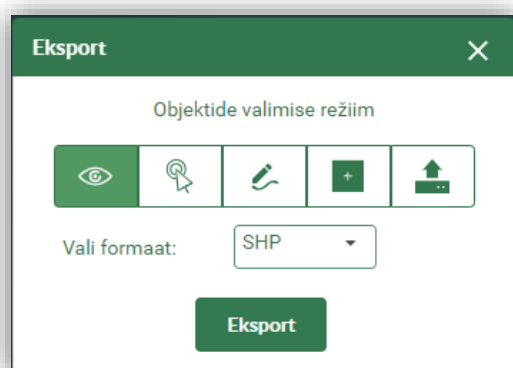 Eksport
Objektide valimise režiim
Vali formaat: SHP
Eksport